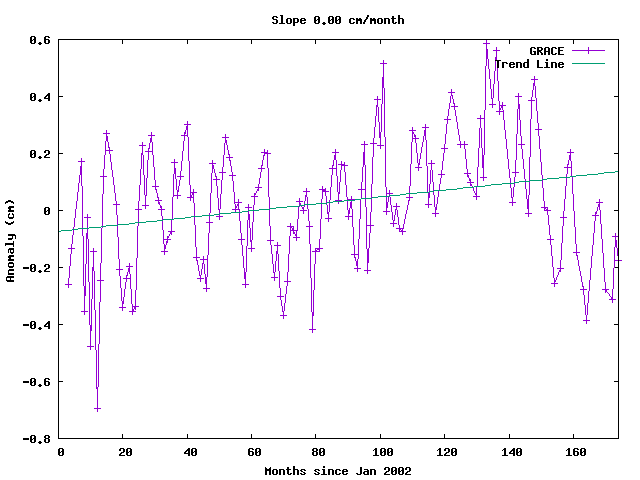 Slope 0.00 cm/month
GRACE
Trend Line
0.6
0.4
0.2
0
-0.2
-0.4
-0.6
-0.8
Anomaly (cm)
0 20 40 60 80 100 120 140 160
Months since Jan 2002